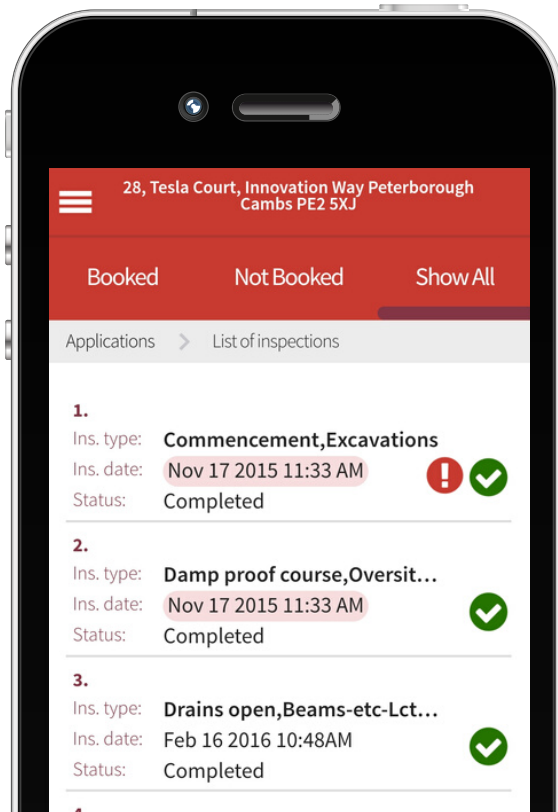 28, Tesla Court, Innovation Way Peterborough
Cambs PE2 5XJ
Booked Not Booked Show All
Applications List of inspections
1.
Ins. type: Commencement,Excavations
Ins. date: Nov 17 2015 11:33 AM
Status: Completed
2.
Ins. type: Damp proof course,Oversit...
Ins. date: Nov 17 2015 11:33 AM
Status: Completed
3.
Ins. type: Drains open,Beams-etc-Lct...
Ins. date: Feb 16 2016 10:48AM
Status: Completed